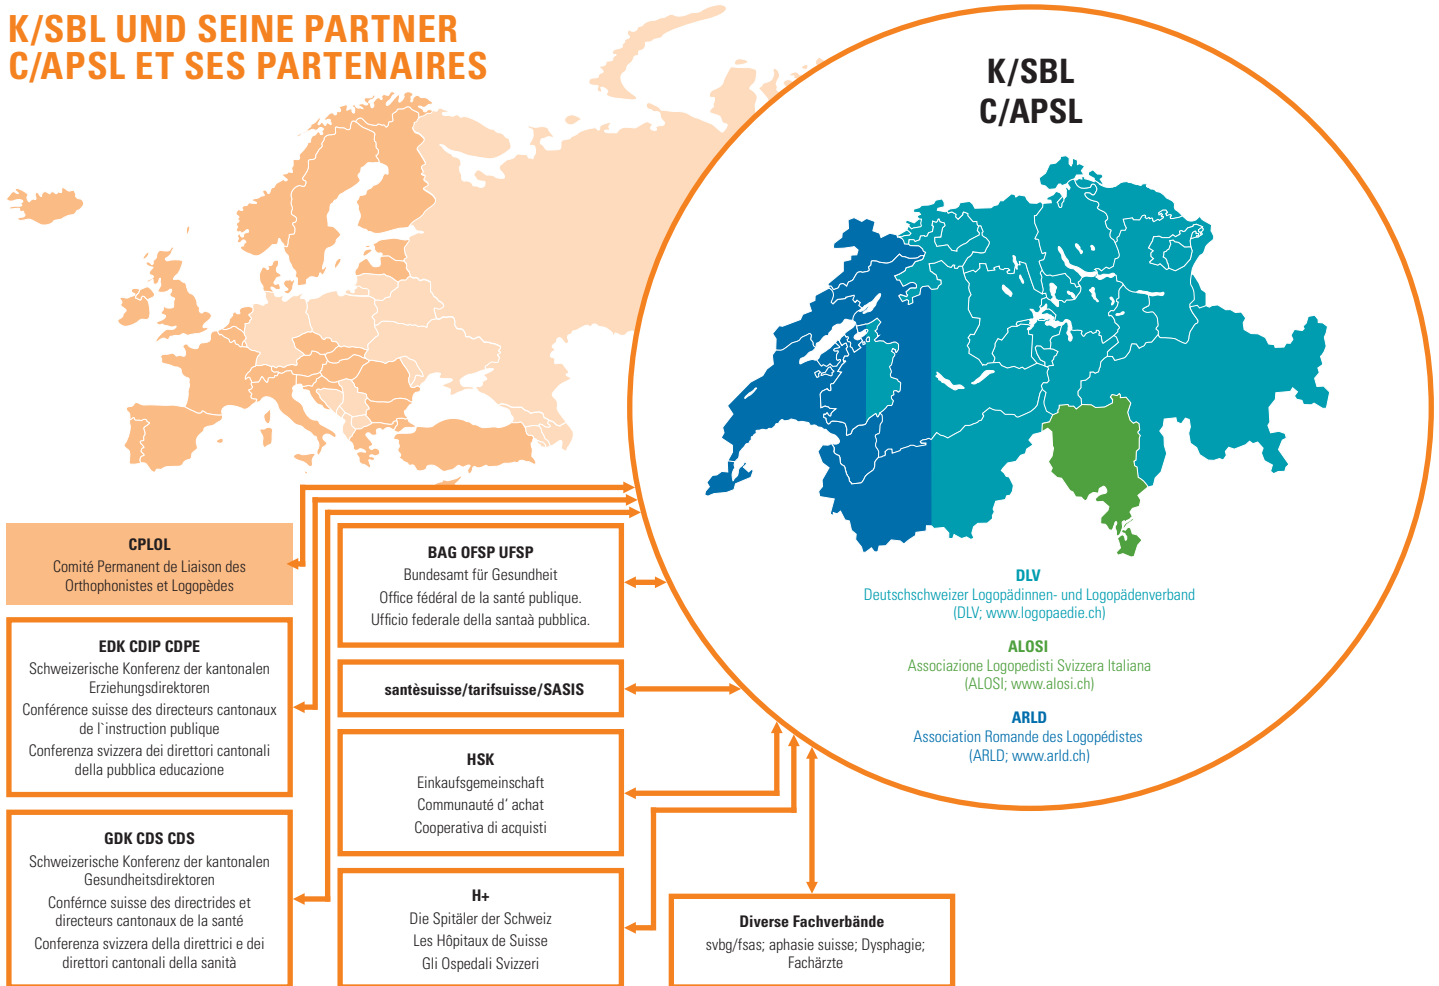 K/SBL UND SEINE PARTNER
C/APSL ET SES PARTENAIRES
K/SBL
C/APSL
DLV
Deutschschweizer Logopädinnen- und Logopädenverband
(DLV; www.logopaedie.ch)
ALOSI
Associazione Logopedisti Svizzera Italiana
(ALOSI; www.alosi.ch)
ARLD
Association Romande des Logopédistes
(ARLD; www.arld.ch)
CPLOL
Comité Permanent de Liaison des
Orthophonistes et Logopèdes
EDK CDIP CDPE
Schweizerische Konferenz der kantonalen
Erziehungsdirektoren
Conférence suisse des directeurs cantonaux
de l`instruction publique
Conferenza svizzera dei direttori cantonali
della pubblica educazione
GDK CDS CDS
Schweizerische Konferenz der kantonalen
Gesundheitsdirektoren
Conférnce suisse des directrides et
directeurs cantonaux de la santé
Conferenza svizzera della direttrici e dei
direttori cantonali della sanità
BAG OFSP UFSP
Bundesamt für Gesundheit
Office fédéral de la santé publique.
Ufficio federale della santaà pubblica.
santèsuisse/tarifsuisse/SASIS
HSK
Einkaufsgemeinschaft
Communauté d’ achat
Cooperativa di acquisti
H+
Die Spitäler der Schweiz
Les Hôpitaux de Suisse
Gli Ospedali Svizzeri
Diverse Fachverbände
svbg/fsas; aphasie suisse; Dysphagie;
Fachärzte